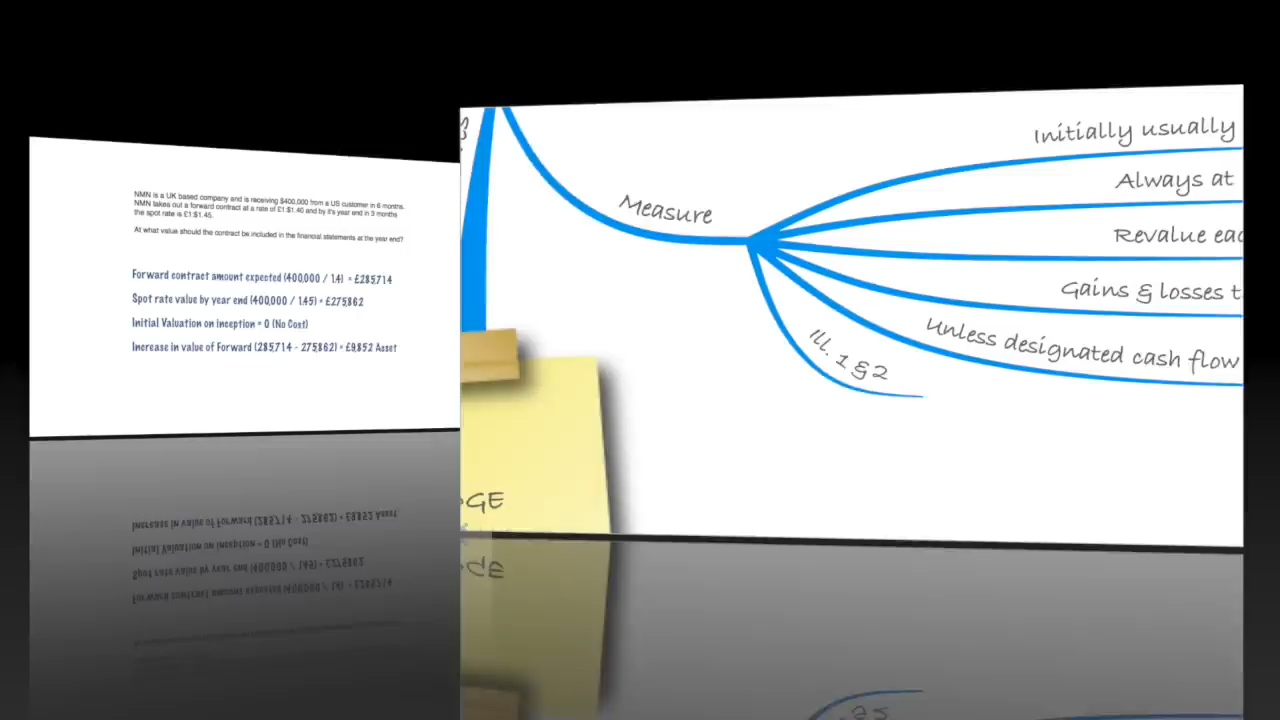 NMN is a UK based company and is receiving $400,000 from a US customer in 6 months.
NMN takes out a forward contract at a rate of £1:$1.40 and by it's year end in 3 months
the spot rate is £1:$1.45.
At what value should the contract be included in the financial statements at the year end?
Forward contract amount expected (400,000 / 1.4) = £285,714
Spot rate value by year end (400,000 / 1.45) = £275,862
Initial Valuation on inception = 0 (No Cost)
Increase in value of Forward (285,714 - 275,862) = £9,852 Asset
Measure
Initially usually
Always at
Revalue eac
Gains & losses t
Unless designated cash flow
Ill. 1 & 2
GE